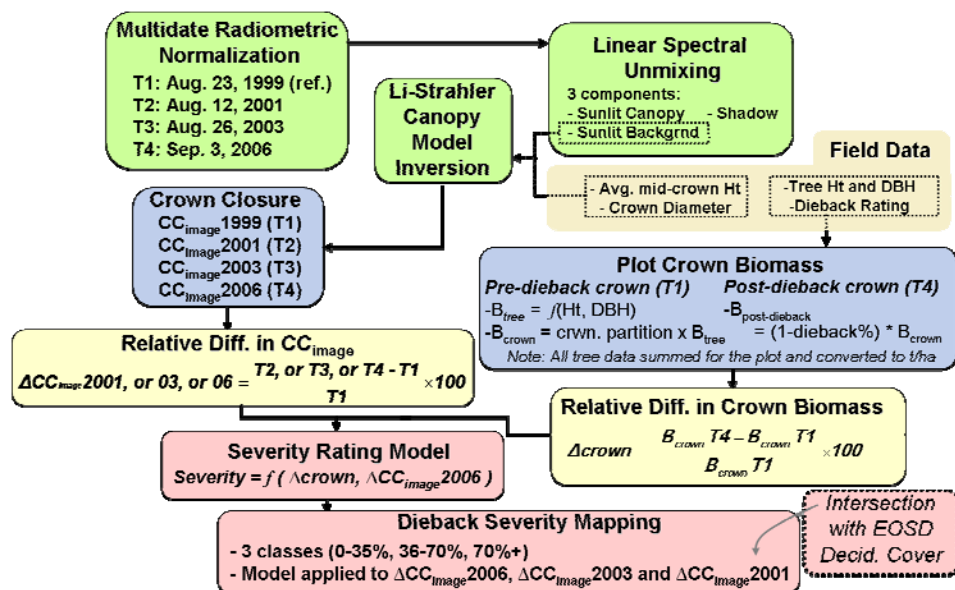 Multidate Radiometric
Normalization
T1: Aug. 23, 1999 (ref.)
T2: Aug. 12, 2001
T3: Aug. 26, 2003
T4: Sep. 3, 2006
Linear Spectral
Unmixing
3 components:
- Sunlit Canopy - Shadow
- Sunlit Backgrnd
Li-Strahler
Canopy
Model
Inversion
Field Data
- Avg. mid-crown Ht
- Crown Diameter
-Tree Ht and DBH
-Dieback Rating
Crown Closure
CCimage1999 (T1)
CCimage2001 (T2)
CCimage2003 (T3)
CCimage2006 (T4)
Plot Crown Biomass
Pre-dieback crown (T1) Post-dieback crown (T4)
-Btree = f(Ht, DBH)
-Bcrown = crwn. partition x Btree
-Bpost-dieback
= (1-dieback%) * Bcrown
Note: All tree data summed for the plot and converted to t/ha
Relative Diff. in CCimage
ΔCCimage2001, or 03, or 06 = T2, or T3, or T4 - T1 ×100
T1
Relative Diff. in Crown Biomass
Δcrown Bcrown T4 – Bcrown T1 ×100
Bcrown T1
Severity Rating Model
Severity = f ( Δcrown, ΔCCimage2006 )
Dieback Severity Mapping
- 3 classes (0-35%, 36-70%, 70%+)
- Model applied to ΔCCimage2006, ΔCCimage2003 and ΔCCimage2001
Intersection
with EOSD
Decid. Cover